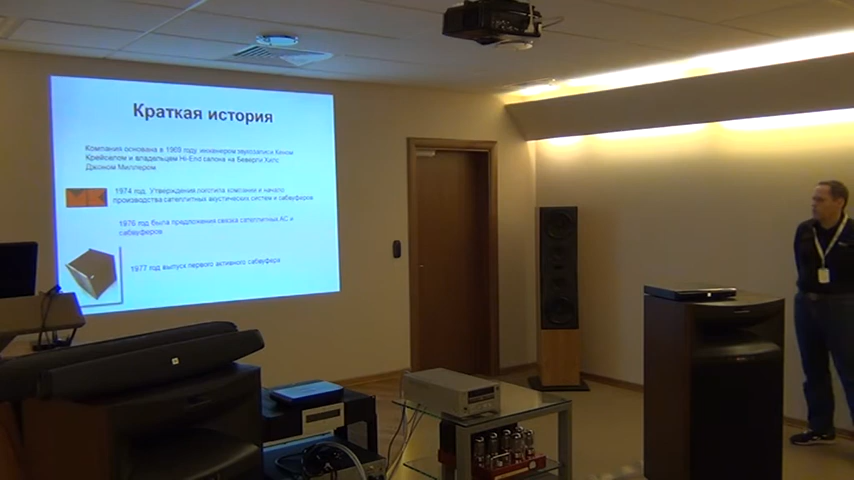 Краткая история
Компания основана в 1969 году инженером звукозаписи Кеном
Крейселом и владельцем Hi-End салона на Беверли Хилс
Джоном Миллером
1974 год. Утверждения логотипа компании и начало
производства сателлитных акустических систем и сабвуферов
1976 год была предложения связка сателлитных АС и
сабвуферов
1977 год выпуск первого активного сабвуфера